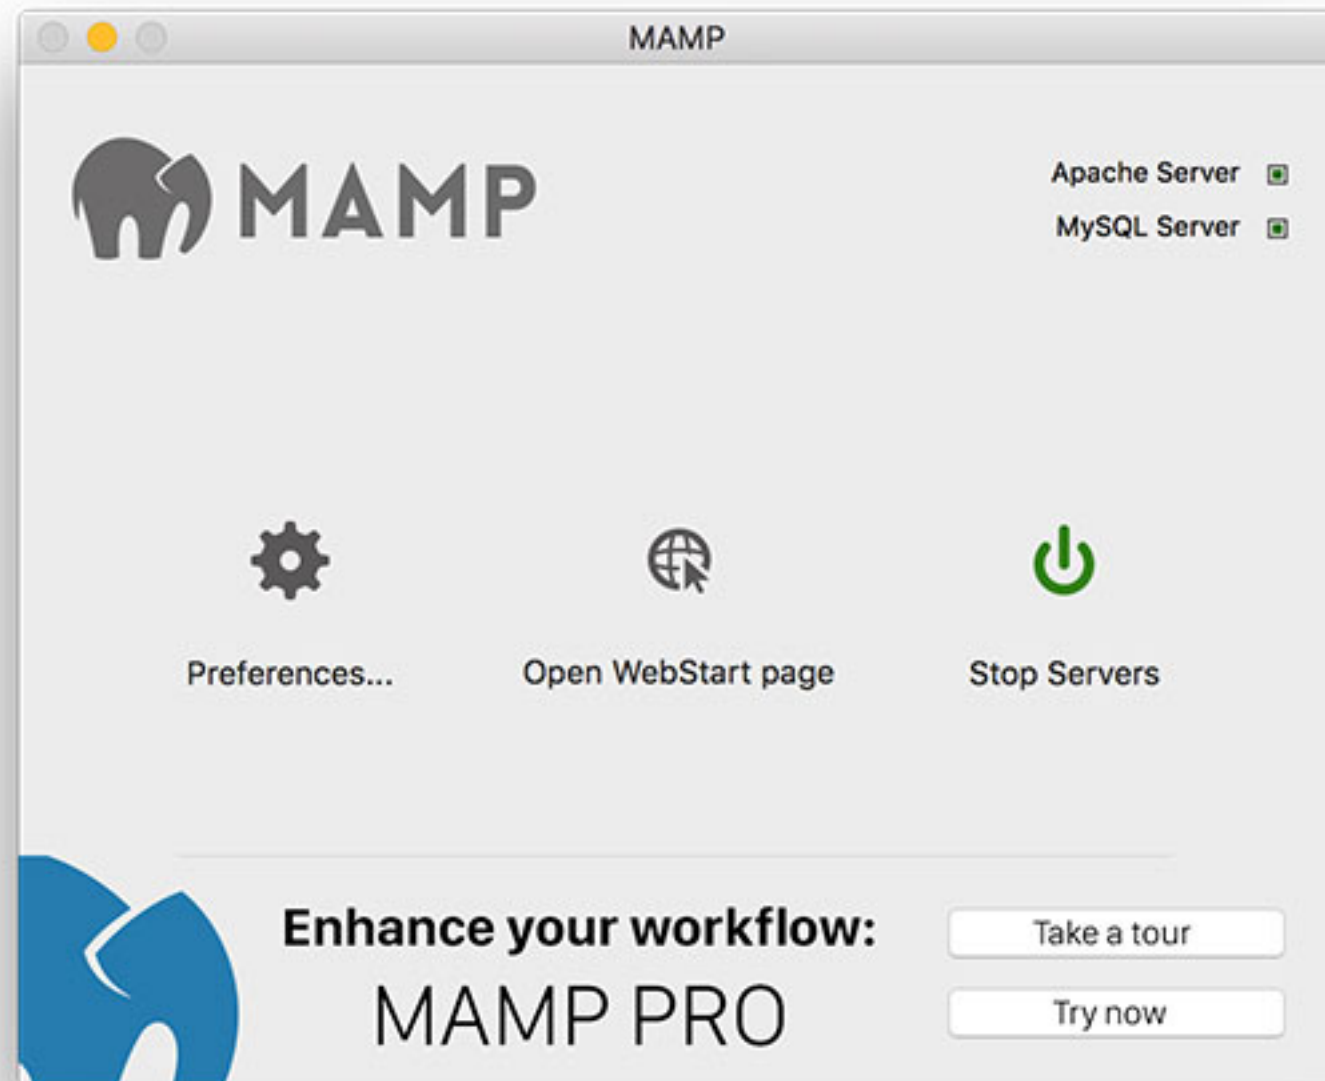 MAMP
MAMP
Apache Server
MySQL Server
Preferences...
Open WebStart page
Stop Servers
Enhance your workflow:
MAMP PRO
Take a tour
Try now